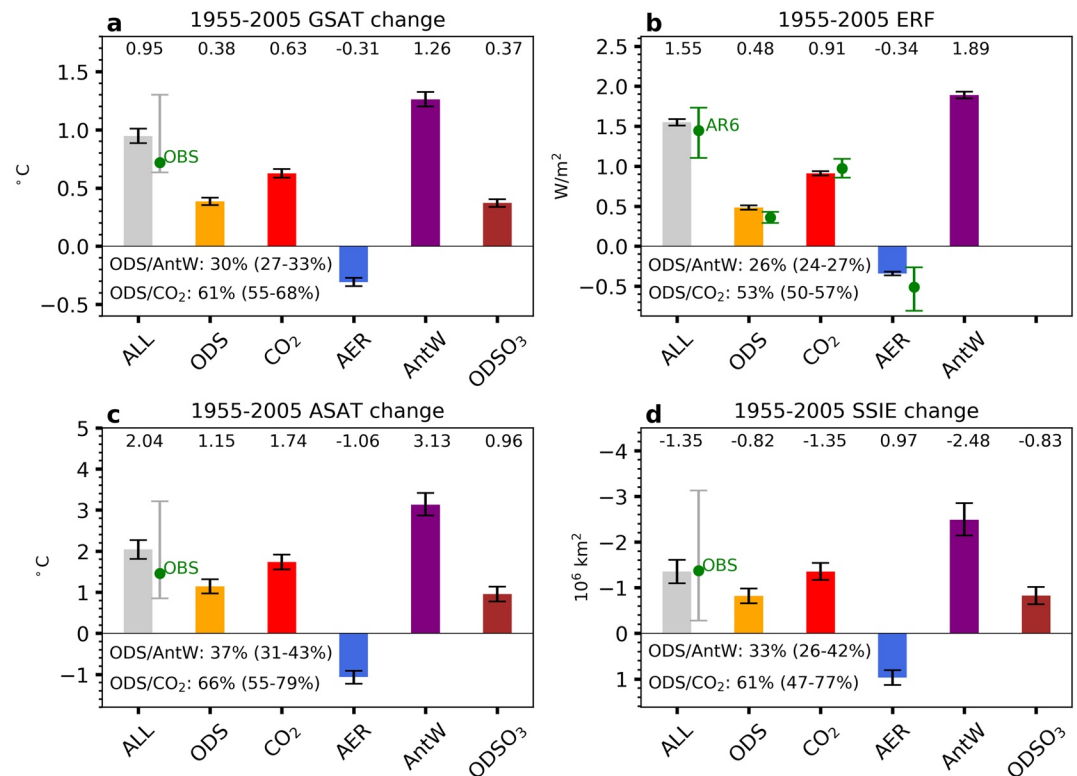 a 1955-2005 GSAT change
0.95 0.38 0.63 -0.31 1.26 0.37
1.5
1.0
0.5
0.0
−0.5
°C
OBS
ODS/AntW: 30% (27-33%)
ODS/CO₂: 61% (55-68%)
ALL ODS CO₂ AER AntW ODSO₃
b 1955-2005 ERF
1.55 0.48 0.91 -0.34 1.89
2.5
2.0
1.5
1.0
0.5
0.0
−0.5
W/m²
AR6
ODS/AntW: 26% (24-27%)
ODS/CO₂: 53% (50-57%)
ALL ODS CO₂ AER AntW
c 1955-2005 ASAT change
2.04 1.15 1.74 -1.06 3.13 0.96
5
4
3
2
1
0
−1
°C
OBS
ODS/AntW: 37% (31-43%)
ODS/CO₂: 66% (55-79%)
ALL ODS CO₂ AER AntW ODSO₃
d 1955-2005 SSIE change
-1.35 -0.82 -1.35 0.97 -2.48 -0.83
−4
−3
−2
−1
0
1
10⁶ km²
OBS
ODS/AntW: 33% (26-42%)
ODS/CO₂: 61% (47-77%)
ALL ODS CO₂ AER AntW ODSO₃